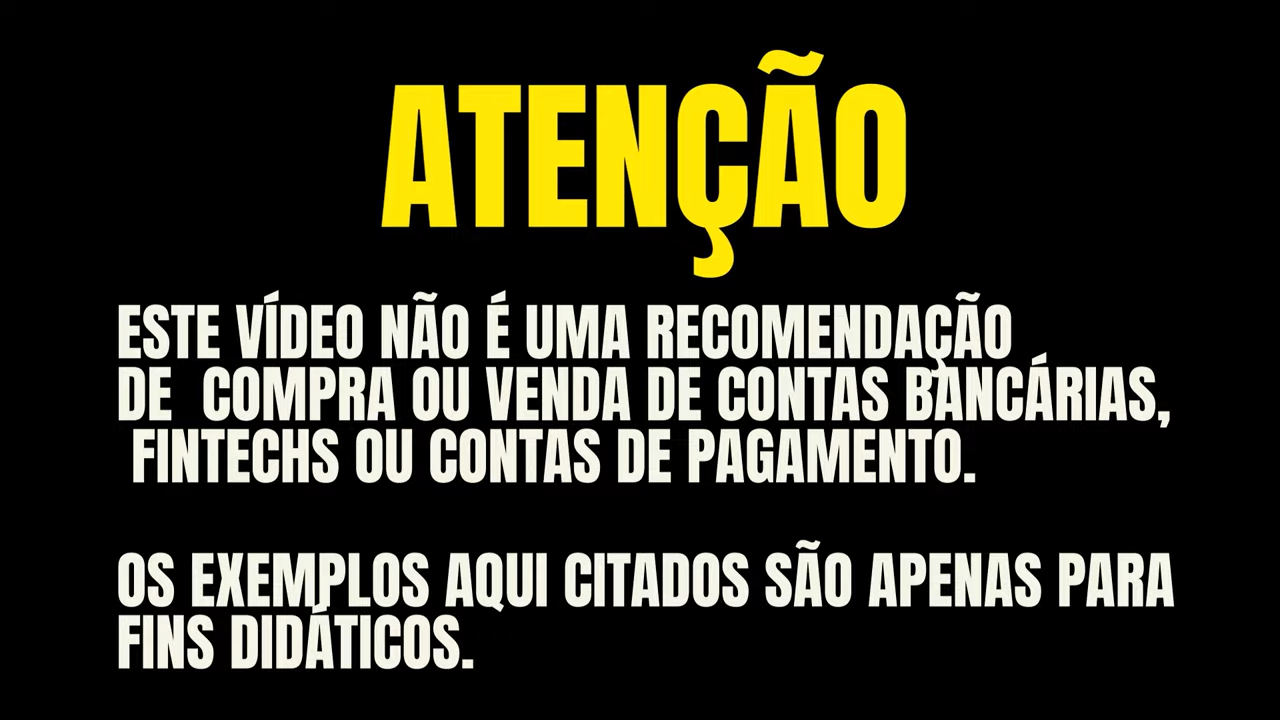 ATENÇÃO
ESTE VÍDEO NÃO É UMA RECOMENDAÇÃO
DE COMPRA OU VENDA DE CONTAS BANCÁRIAS,
FINTECHS OU CONTAS DE PAGAMENTO.
OS EXEMPLOS AQUI CITADOS SÃO APENAS PARA
FINS DIDÁTICOS.